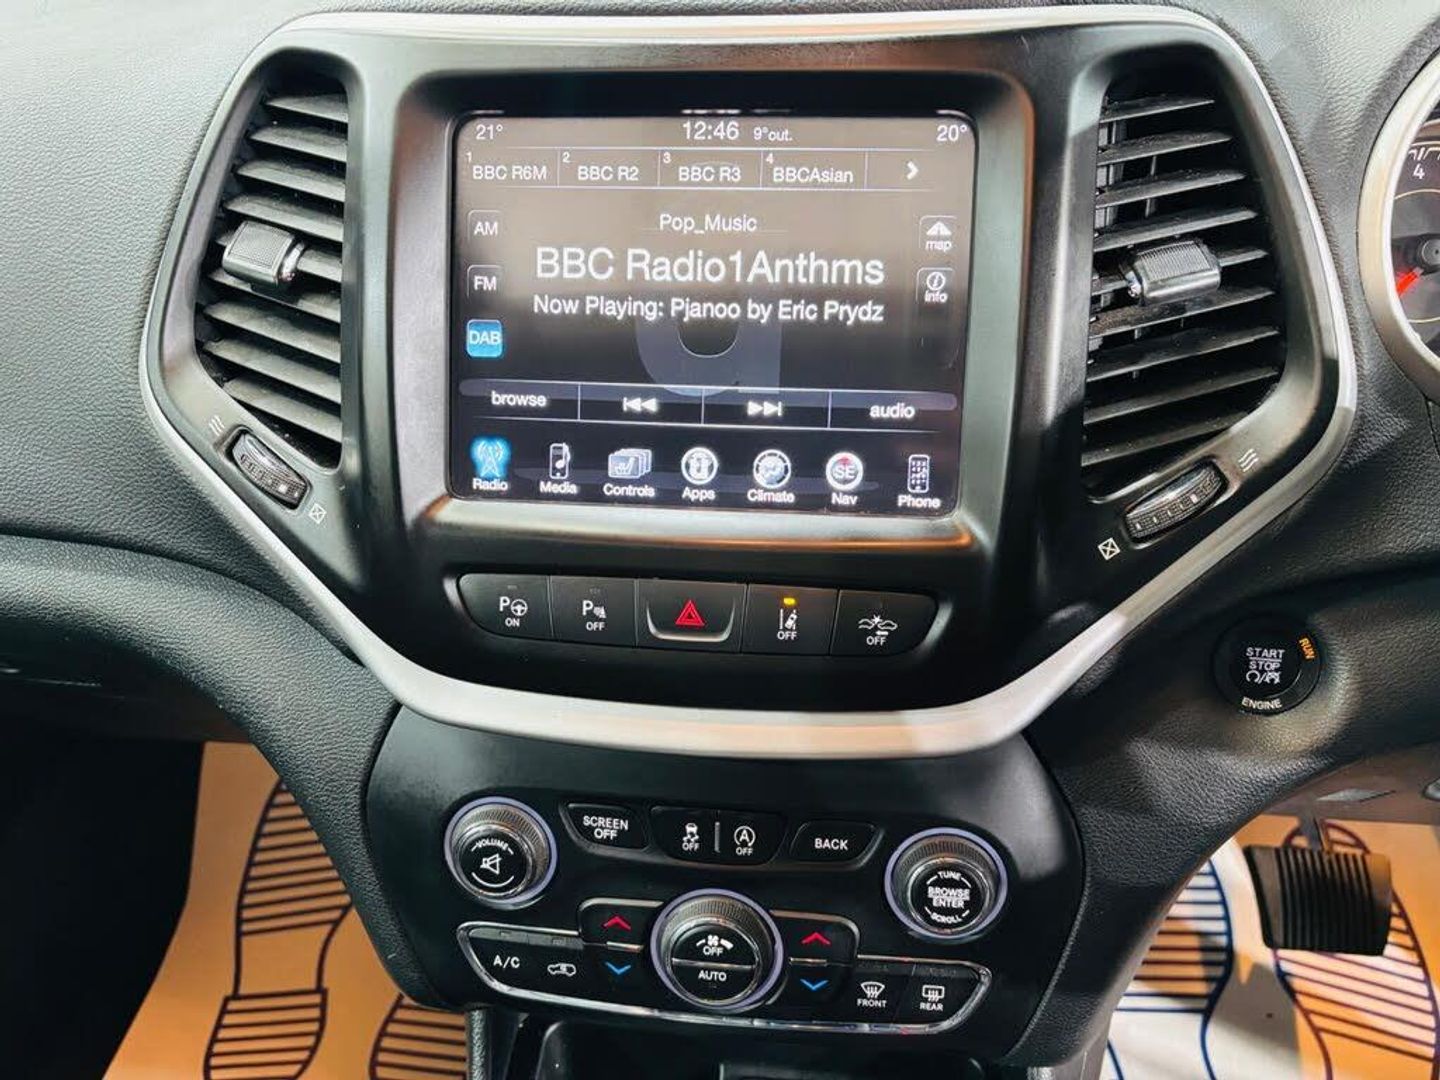 21° 12:46 9°out. 20°
1 BBC R6M 2 BBC R2 3 BBC R3 4 BBCAsian
Pop_Music
AM
map
BBC Radio1Anthms
FM
info
Now Playing: Pjanoo by Eric Prydz
DAB
browse audio
Radio Media Controls Apps Climate SE Nav Phone
P ON P OFF OFF OFF
4
START
STOP
RUN
ENGINE
VOLUME
SCREEN
OFF
OFF A OFF
BACK
TUNE
BROWSE
ENTER
SCROLL
A/C
OFF
AUTO
FRONT REAR